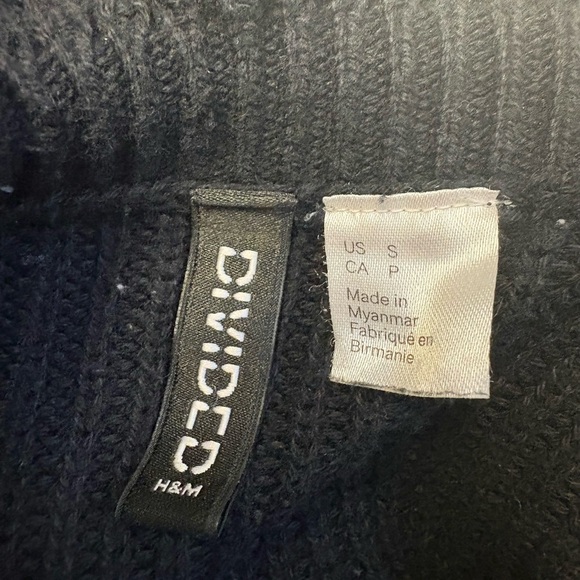 DIVIDED
H&M
US S
CA P
Made in
Myanmar
Fabriqué en
Birmanie